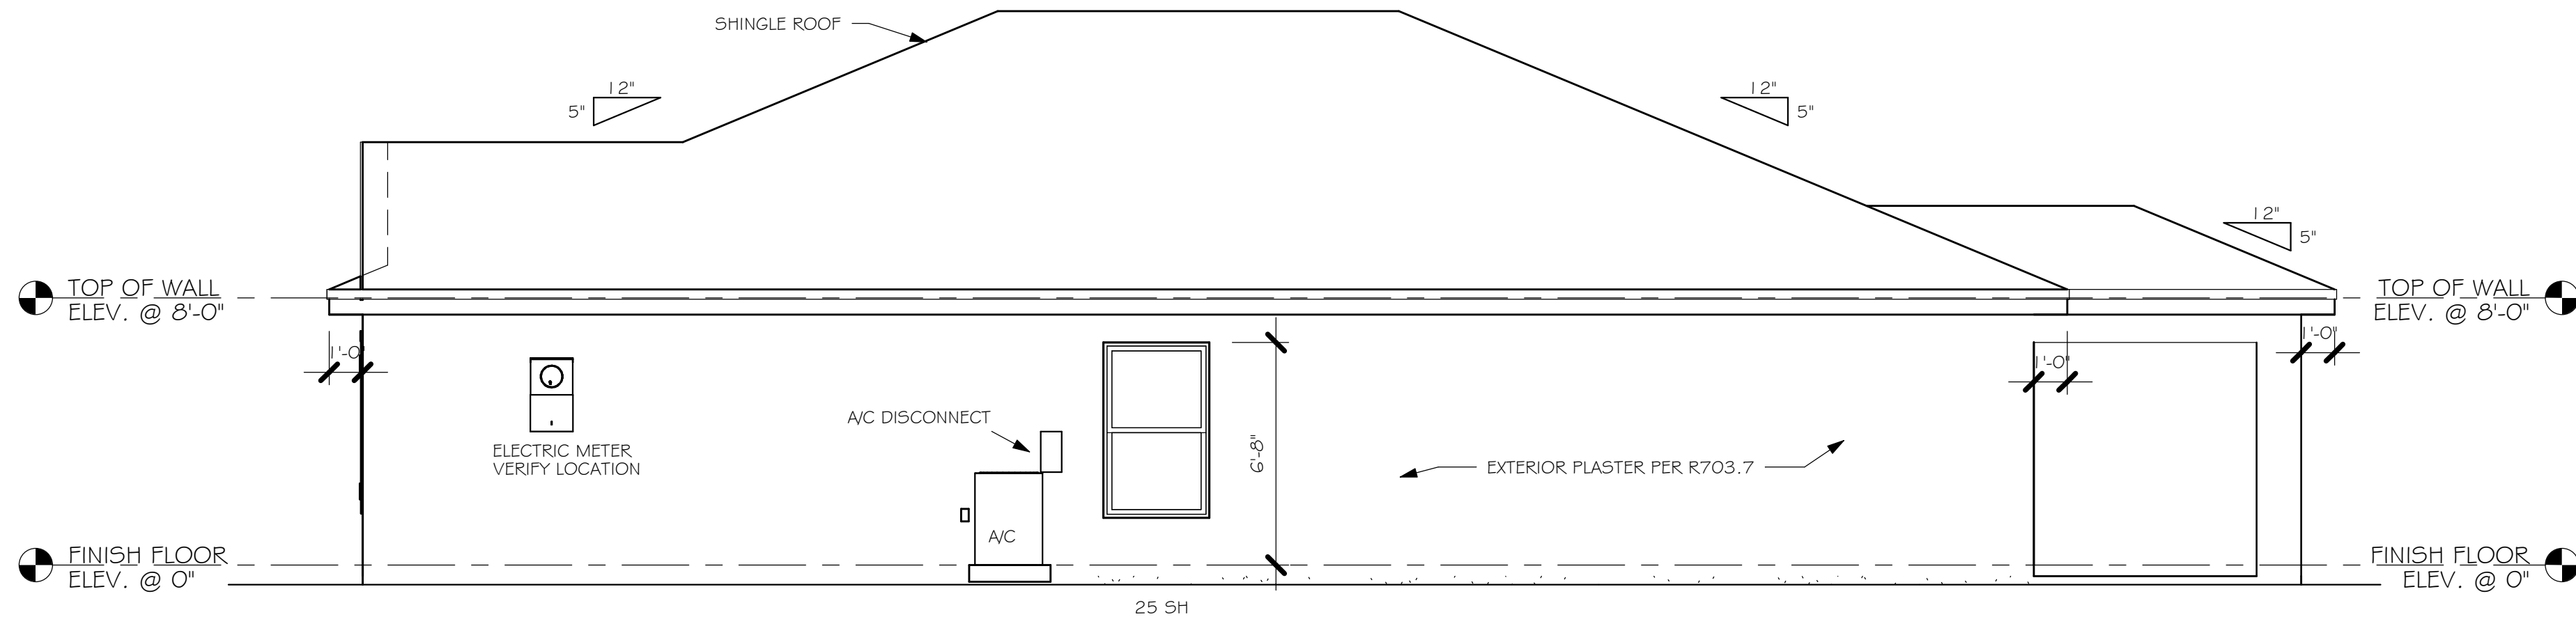 SHINGLE ROOF
12"
5"
12"
5"
12"
5"
TOP OF WALL
ELEV. @ 8'-0"
TOP OF WALL
ELEV. @ 8'-0"
1'-0"
1'-0"
1'-0"
ELECTRIC METER
VERIFY LOCATION
A/C DISCONNECT
6'-8"
EXTERIOR PLASTER PER R703.7
A/C
FINISH FLOOR
ELEV. @ 0"
FINISH FLOOR
ELEV. @ 0"
25 SH